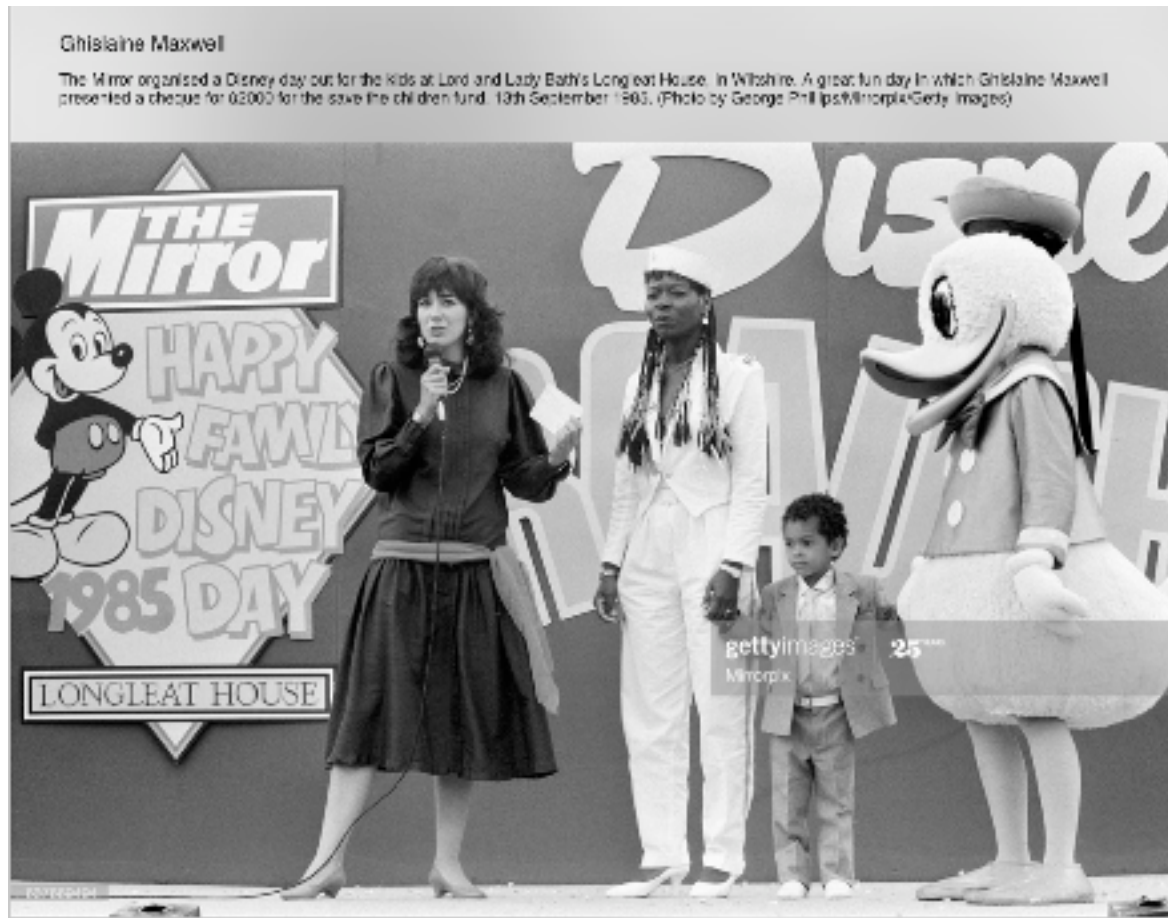 Ghislaine Maxwell
The Mirror organised a Disney day out for the kids at Lord and Lady Bath's Longleat House, in Wiltshire. A great fun day in which Ghislaine Maxwell
presented a cheque for &2000 for the save the children fund. 13th September 1985. (Photo by George Phillips/Mirrorpix/Getty Images)
THE
Mirror
HAPPY
FAMILY
DISNEY
1985 DAY
LONGLEAT HOUSE
Disne
gettyimages 25
Mirrorpix